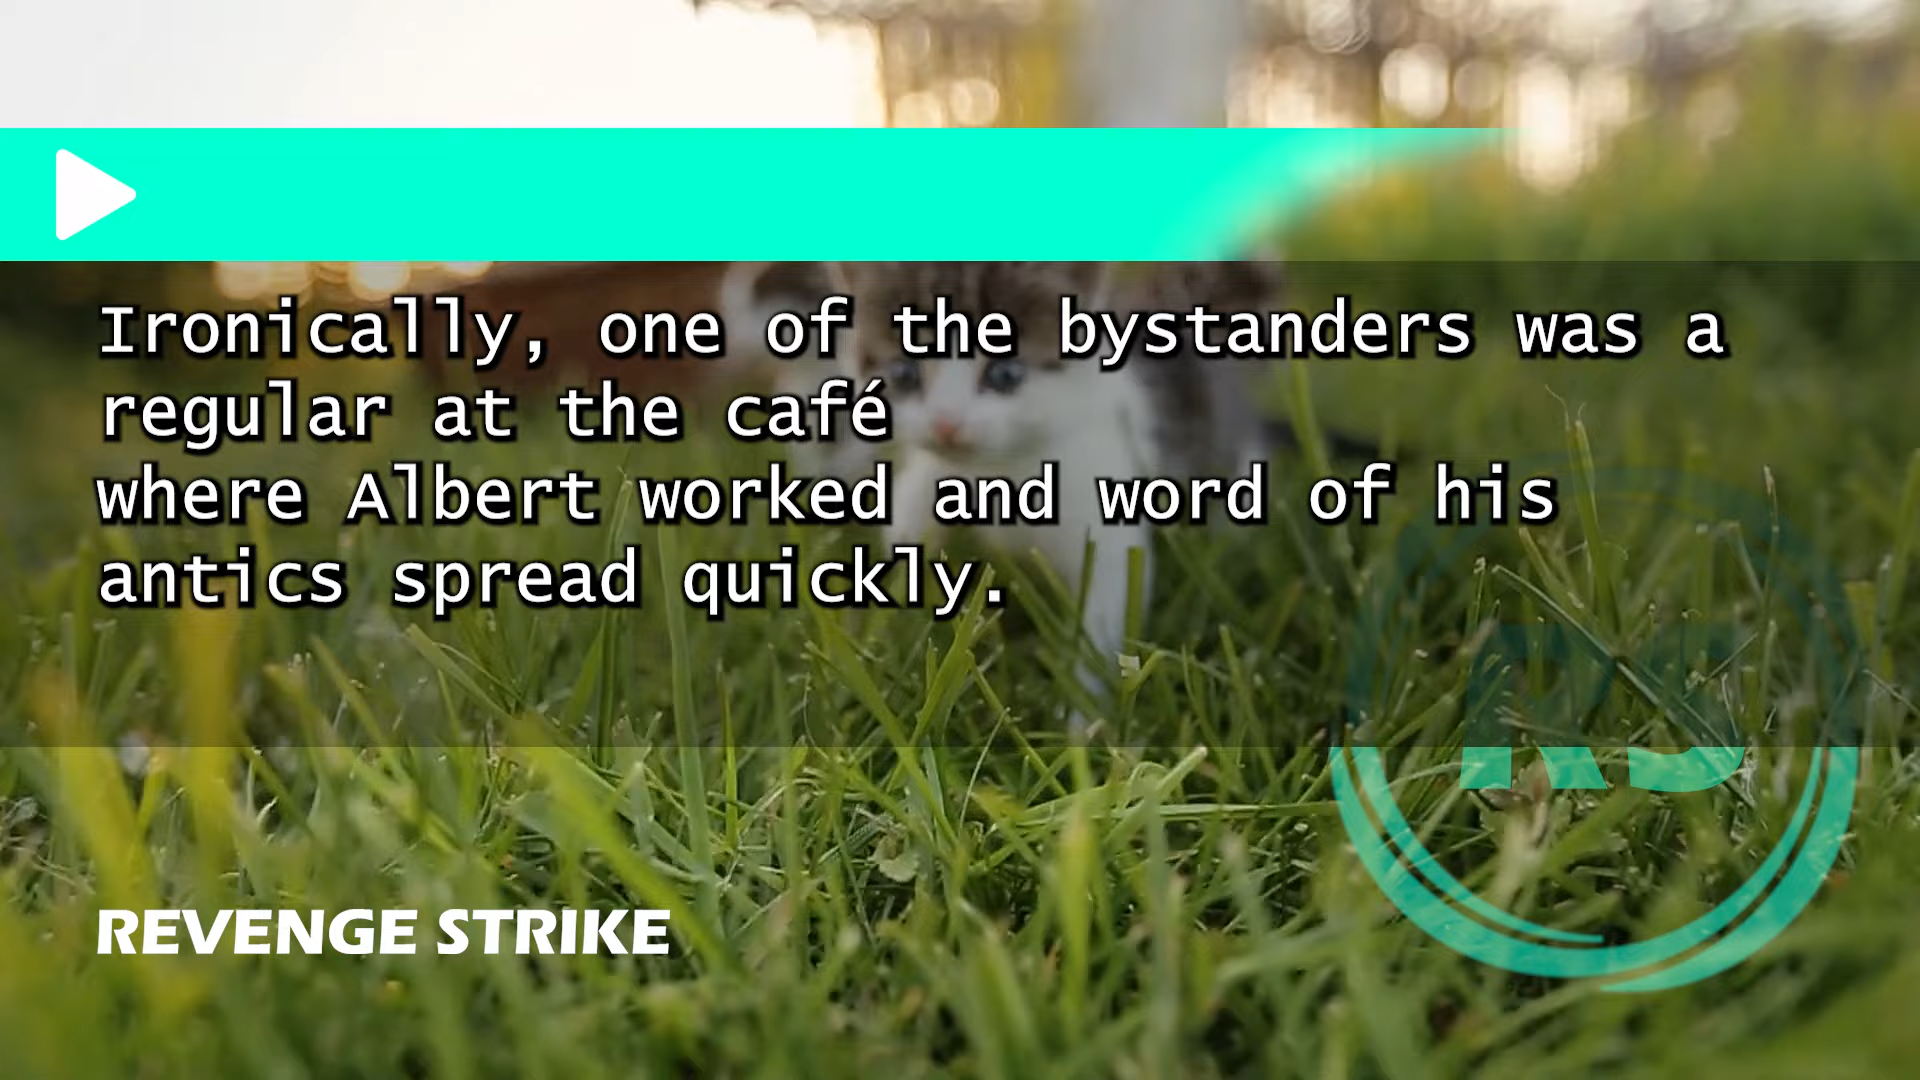 Ironically, one of the bystanders was a
regular at the café
where Albert worked and word of his
antics spread quickly.
RS
REVENGE STRIKE